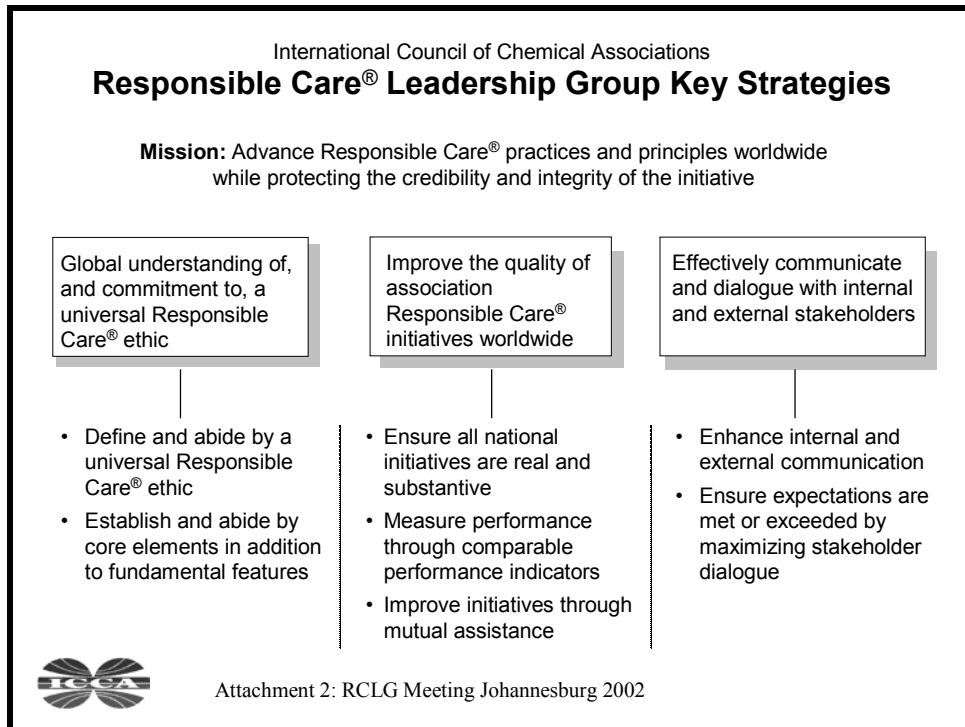 International Council of Chemical Associations
Responsible Care® Leadership Group Key Strategies
Mission: Advance Responsible Care® practices and principles worldwide
while protecting the credibility and integrity of the initiative
Global understanding of,
and commitment to, a
universal Responsible
Care® ethic
Improve the quality of
association
Responsible Care®
initiatives worldwide
Effectively communicate
and dialogue with internal
and external stakeholders
• Define and abide by a
universal Responsible
Care® ethic
• Establish and abide by
core elements in addition
to fundamental features
• Ensure all national
initiatives are real and
substantive
• Measure performance
through comparable
performance indicators
• Improve initiatives through
mutual assistance
• Enhance internal and
external communication
• Ensure expectations are
met or exceeded by
maximizing stakeholder
dialogue
ICCA
Attachment 2: RCLG Meeting Johannesburg 2002